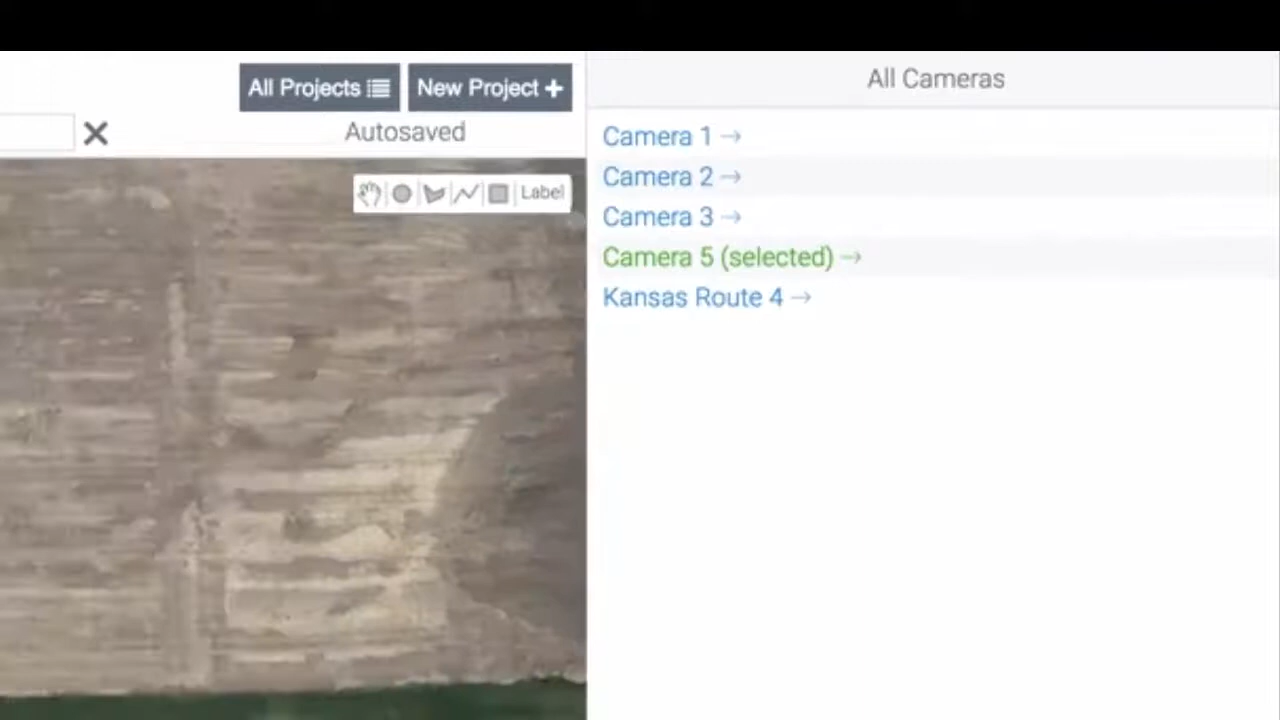 All Projects
New Project +
Autosaved
Label
All Cameras
Camera 1 →
Camera 2 →
Camera 3 →
Camera 5 (selected) →
Kansas Route 4 →